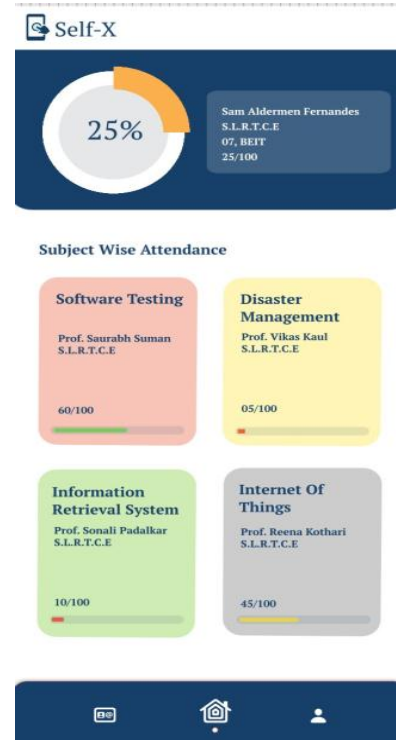 Self-X
25%
Sam Aldermen Fernandes
S.L.R.T.C.E
07, BEIT
25/100
Subject Wise Attendance
Software Testing
Prof. Saurabh Suman
S.L.R.T.C.E
60/100
Disaster
Management
Prof. Vikas Kaul
S.L.R.T.C.E
05/100
Information
Retrieval System
Prof. Sonali Padalkar
S.L.R.T.C.E
10/100
Internet Of
Things
Prof. Reena Kothari
S.L.R.T.C.E
45/100